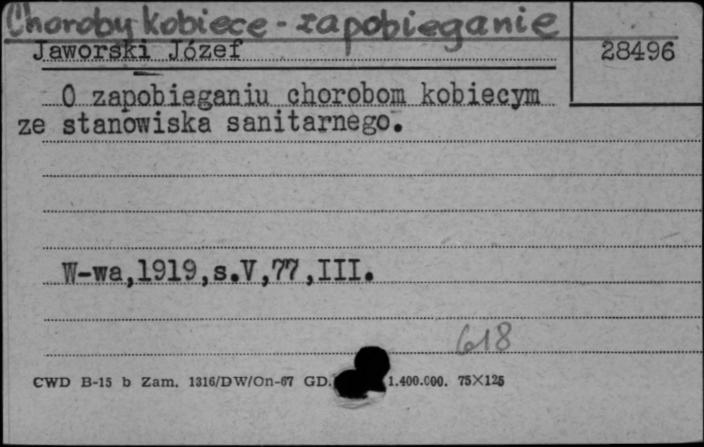 Choroby kobiece - zapobieganie
Jaworski Józef
28496
O zapobieganiu chorobom kobiecym
ze stanowiska sanitarnego.
W-wa,1919,s.V,77,III.
618
CWD B-15 b Zam. 1316/DW/On-67 GD. 1.400.000. 75X125